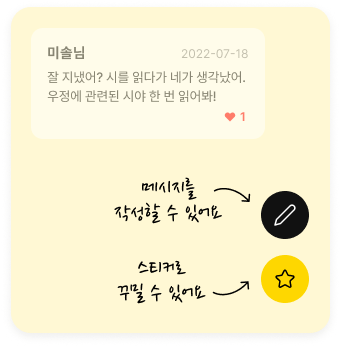 미솔님 2022-07-18
잘 지냈어? 시를 읽다가 네가 생각났어.
우정에 관련된 시야 한 번 읽어봐!
♥ 1
메시지를
작성할 수 있어요
스티커로
꾸밀 수 있어요